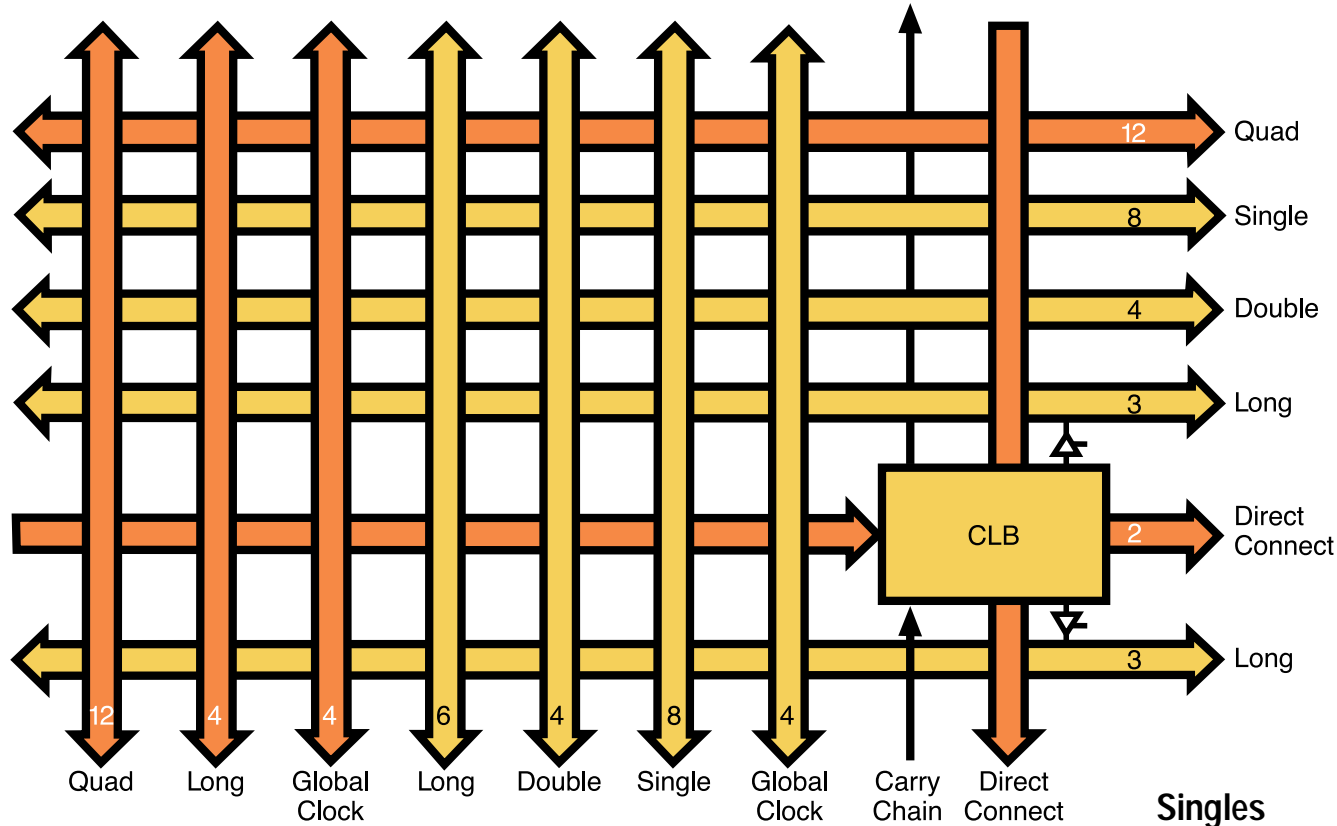 12 Quad
8 Single
4 Double
3 Long
CLB
2
Direct
Connect
3 Long
12 4 4 6 4 8 4
Quad Long Global Long Double Single Global Carry Direct
Clock Clock Chain Connect
Singles